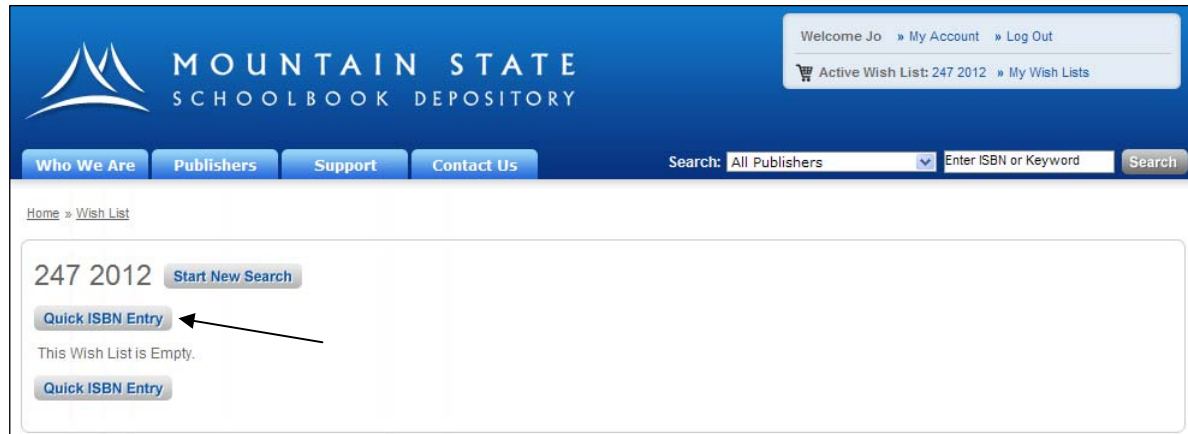 Welcome Jo » My Account » Log Out
Active Wish List: 247 2012 » My Wish Lists
MOUNTAIN STATE
SCHOOLBOOK DEPOSITORY
Who We Are Publishers Support Contact Us Search: All Publishers Enter ISBN or Keyword Search
Home » Wish List
247 2012 Start New Search
Quick ISBN Entry
This Wish List is Empty.
Quick ISBN Entry